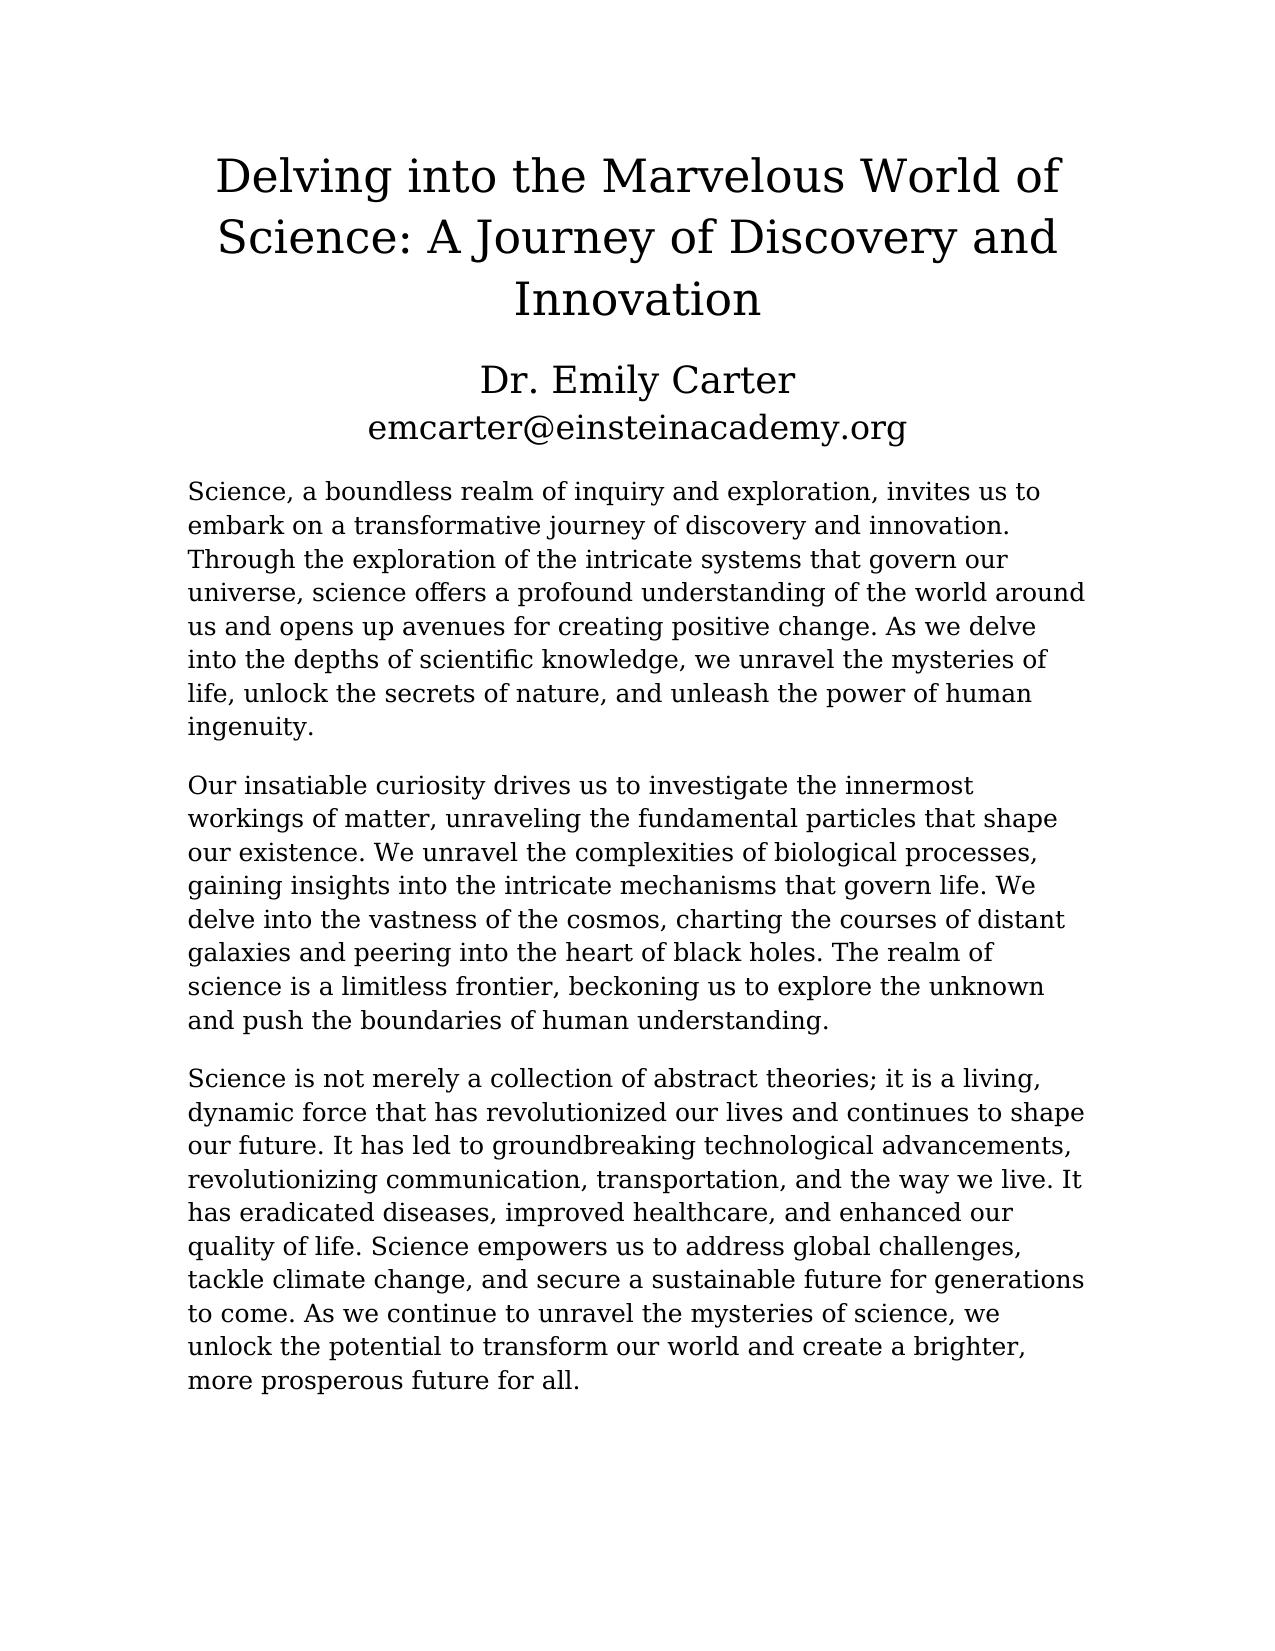 Delving into the Marvelous World of
Science: A Journey of Discovery and
Innovation
Dr. Emily Carter
emcarter@einsteinacademy.org
Science, a boundless realm of inquiry and exploration, invites us to
embark on a transformative journey of discovery and innovation.
Through the exploration of the intricate systems that govern our
universe, science offers a profound understanding of the world around
us and opens up avenues for creating positive change. As we delve
into the depths of scientific knowledge, we unravel the mysteries of
life, unlock the secrets of nature, and unleash the power of human
ingenuity.
Our insatiable curiosity drives us to investigate the innermost
workings of matter, unraveling the fundamental particles that shape
our existence. We unravel the complexities of biological processes,
gaining insights into the intricate mechanisms that govern life. We
delve into the vastness of the cosmos, charting the courses of distant
galaxies and peering into the heart of black holes. The realm of
science is a limitless frontier, beckoning us to explore the unknown
and push the boundaries of human understanding.
Science is not merely a collection of abstract theories; it is a living,
dynamic force that has revolutionized our lives and continues to shape
our future. It has led to groundbreaking technological advancements,
revolutionizing communication, transportation, and the way we live. It
has eradicated diseases, improved healthcare, and enhanced our
quality of life. Science empowers us to address global challenges,
tackle climate change, and secure a sustainable future for generations
to come. As we continue to unravel the mysteries of science, we
unlock the potential to transform our world and create a brighter,
more prosperous future for all.